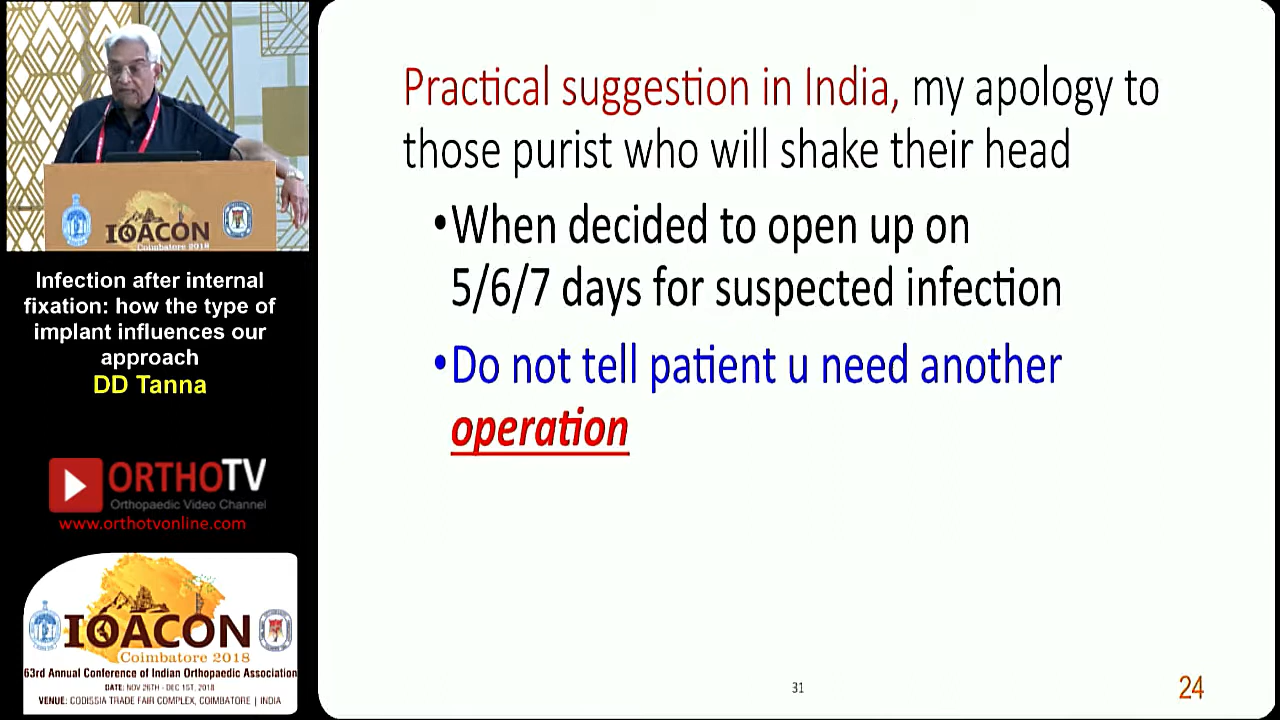 Practical suggestion in India, my apology to
those purist who will shake their head
•When decided to open up on
5/6/7 days for suspected infection
•Do not tell patient u need another
operation
31
24
IOACON
Coimbatore 2018
Infection after internal
fixation: how the type of
implant influences our
approach
DD Tanna
ORTHOTV
Orthopaedic Video Channel
www.orthotvonline.com
IOACON
Coimbatore 2018
63rd Annual Conference of Indian Orthopaedic Association
DATE: NOV 26TH - DEC 1ST, 2018
VENUE: CODISSIA TRADE FAIR COMPLEX, COIMBATORE | INDIA